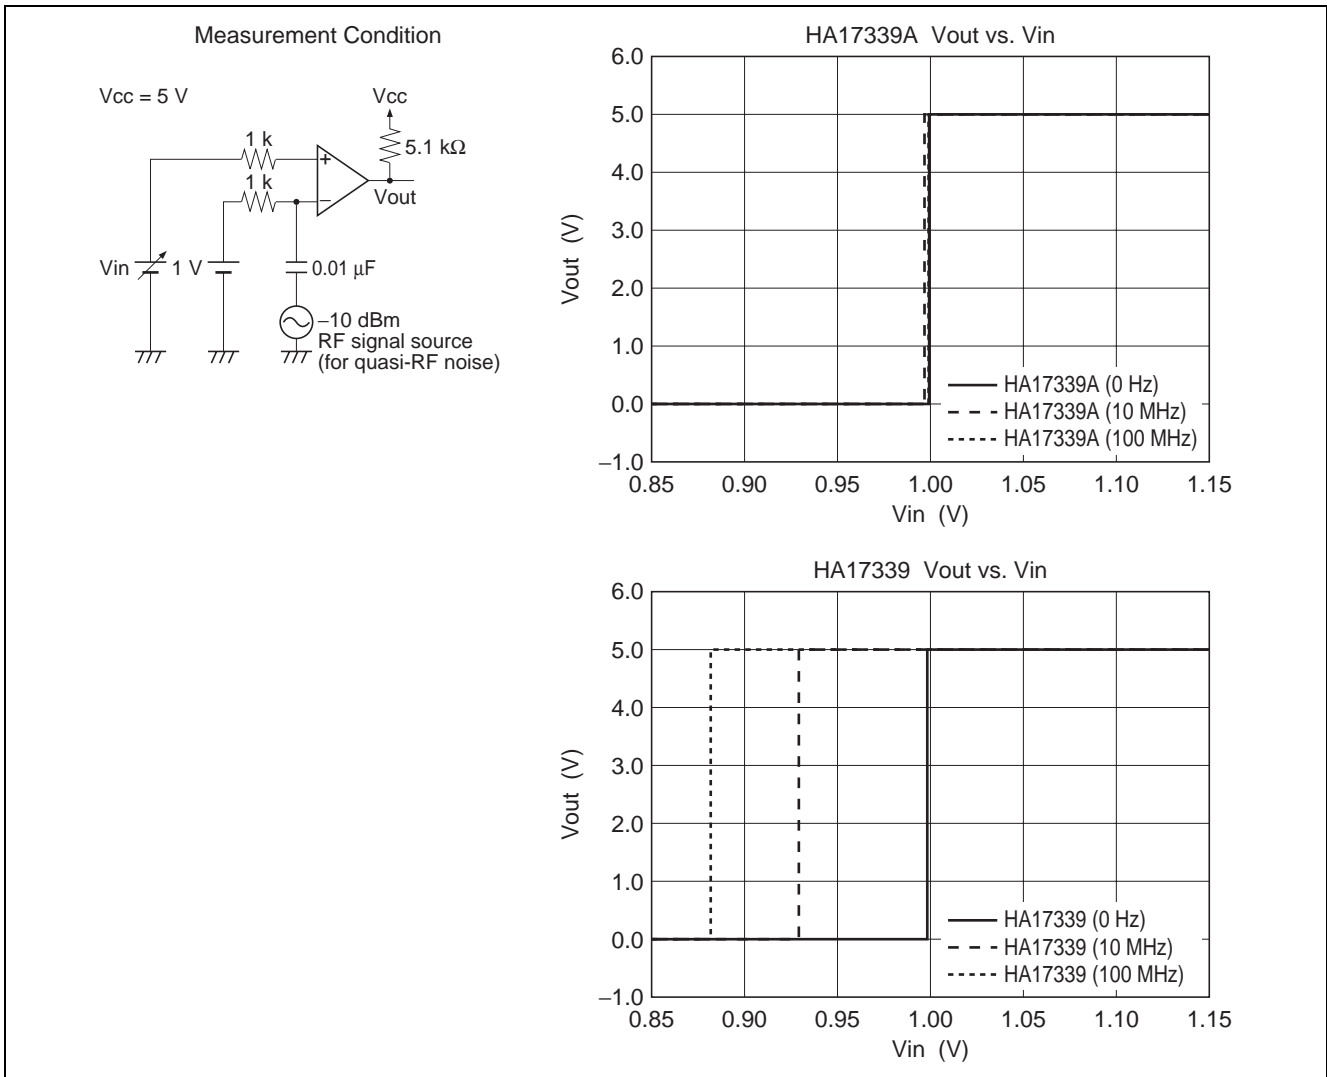 Measurement Condition
Vcc = 5 V
Vcc
1 k
5.1 kΩ
+
1 k
−
Vout
Vin
1 V
0.01 μF
−10 dBm
RF signal source
(for quasi-RF noise)
HA17339A Vout vs. Vin
6.0
5.0
4.0
3.0
2.0
1.0
0.0
−1.0
Vout (V)
HA17339A (0 Hz)
HA17339A (10 MHz)
HA17339A (100 MHz)
0.85 0.90 0.95 1.00 1.05 1.10 1.15
Vin (V)
HA17339 Vout vs. Vin
6.0
5.0
4.0
3.0
2.0
1.0
0.0
−1.0
Vout (V)
HA17339 (0 Hz)
HA17339 (10 MHz)
HA17339 (100 MHz)
0.85 0.90 0.95 1.00 1.05 1.10 1.15
Vin (V)